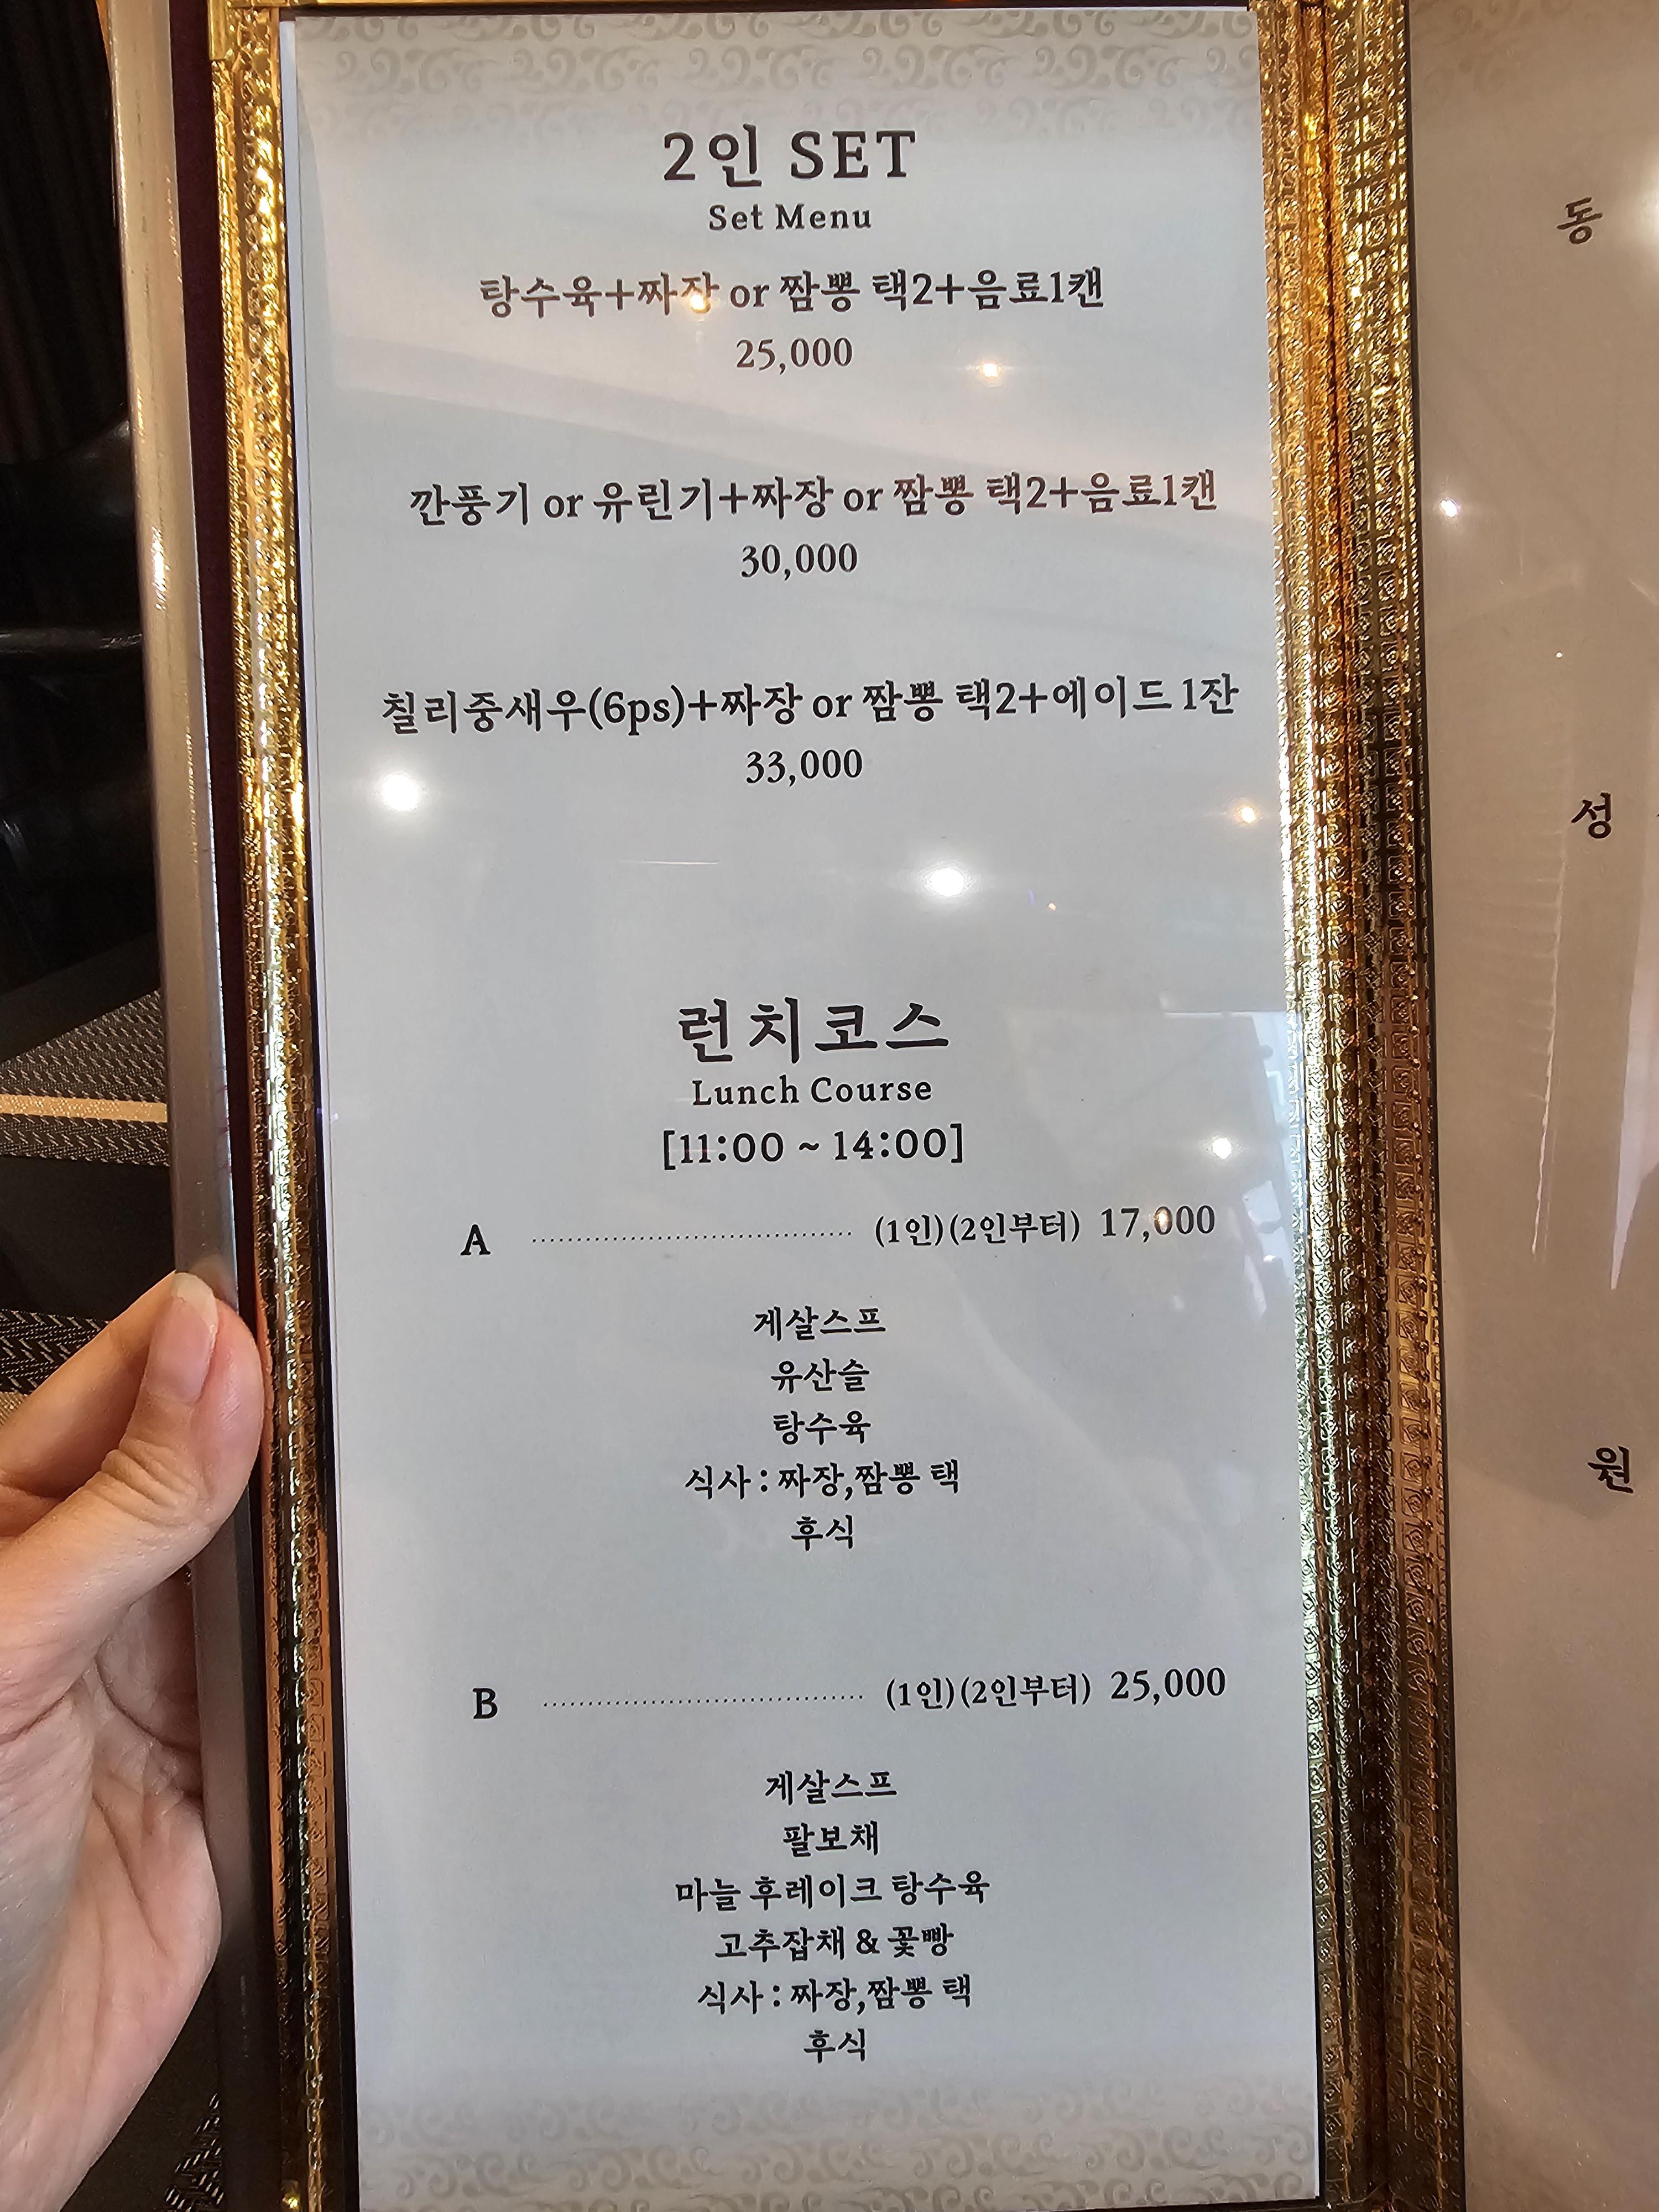 2인 SET
Set Menu
탕수육+짜장 or 짬뽕 택2+음료1캔
25,000
깐풍기 or 유린기+짜장 or 짬뽕 택2+음료1캔
30,000
칠리중새우(6ps)+짜장 or 짬뽕 택2+에이드 1잔
33,000
런치코스
Lunch Course
[11:00 ~ 14:00]
A (1인)(2인부터) 17,000
게살스프
유산슬
탕수육
식사 : 짜장,짬뽕 택
후식
B (1인)(2인부터) 25,000
게살스프
팔보채
마늘 후레이크 탕수육
고추잡채 & 꽃빵
식사 : 짜장,짬뽕 택
후식
동
성
원